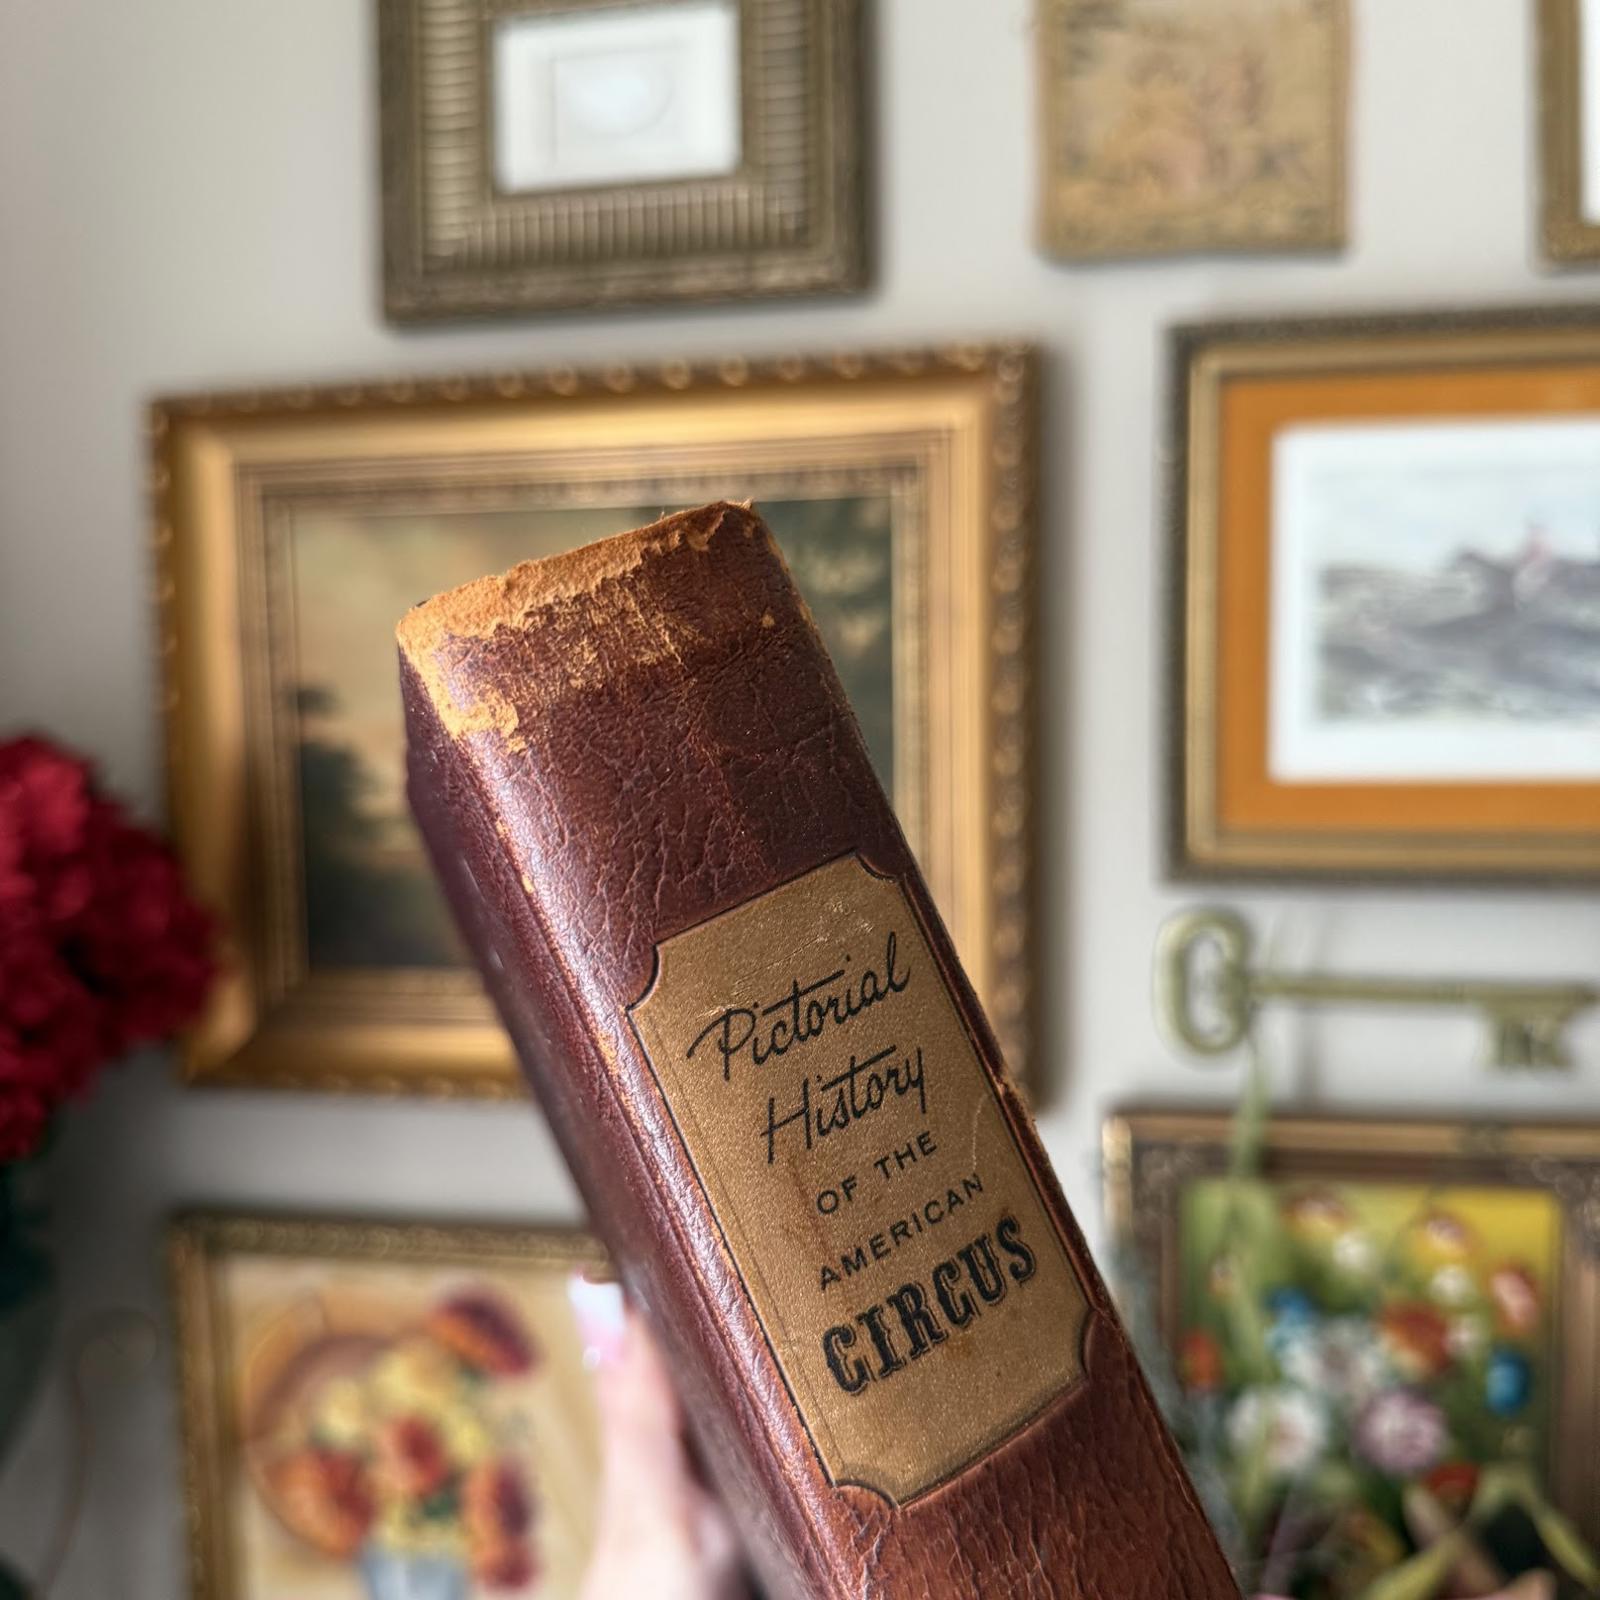 Pictorial
History
OF THE
AMERICAN
CIRCUS